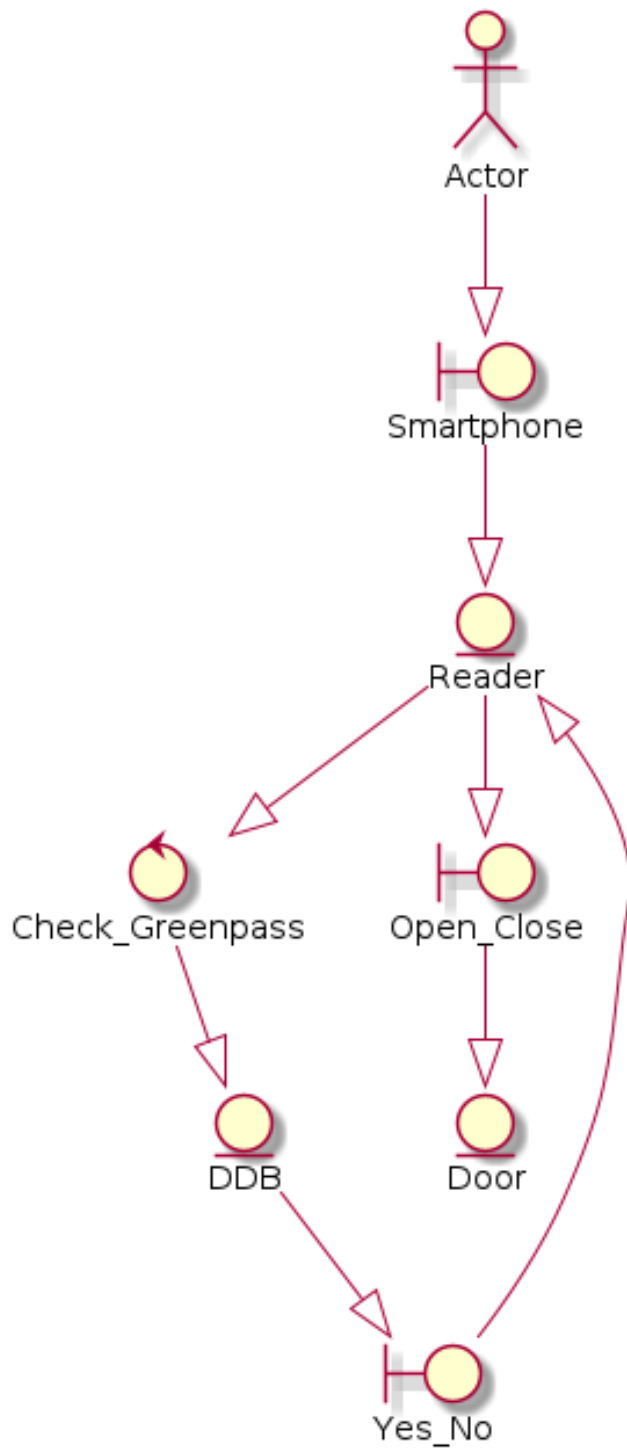 Actor
Smartphone
Reader
Check_Greenpass
Open_Close
DDB
Door
Yes_No